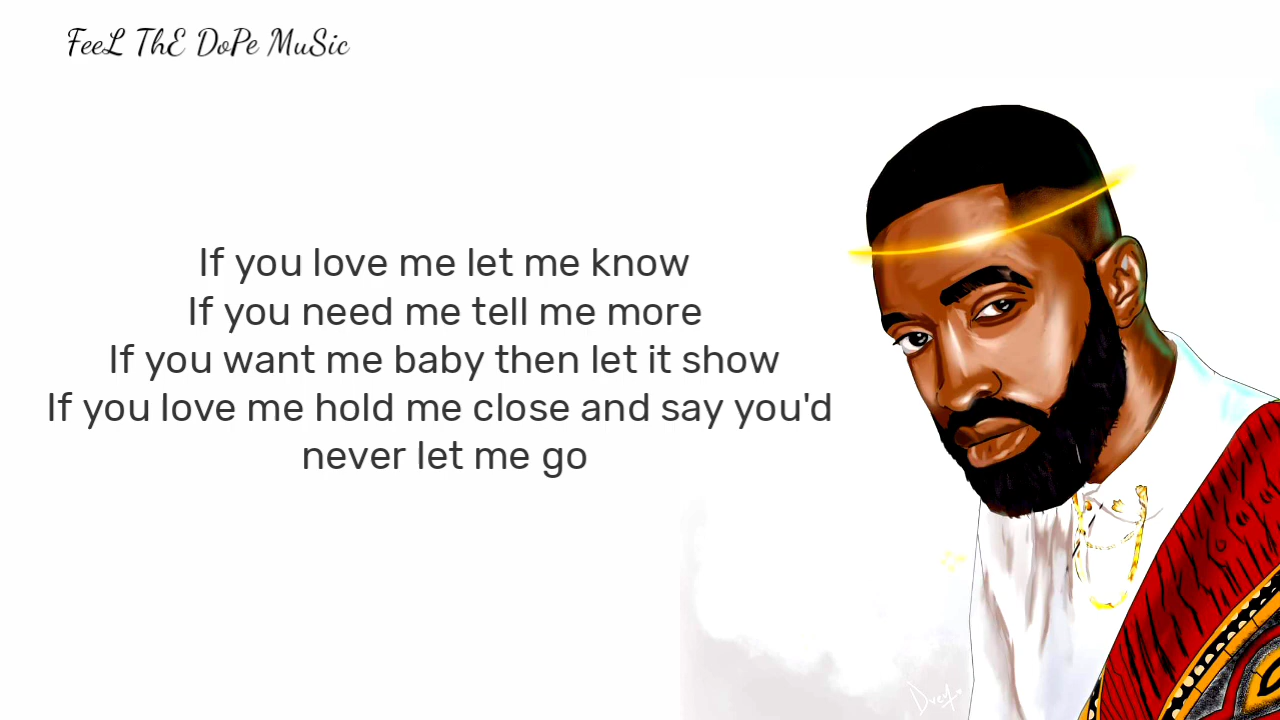 FeeL ThE DoPe MuSic
If you love me let me know
If you need me tell me more
If you want me baby then let it show
If you love me hold me close and say you'd
never let me go